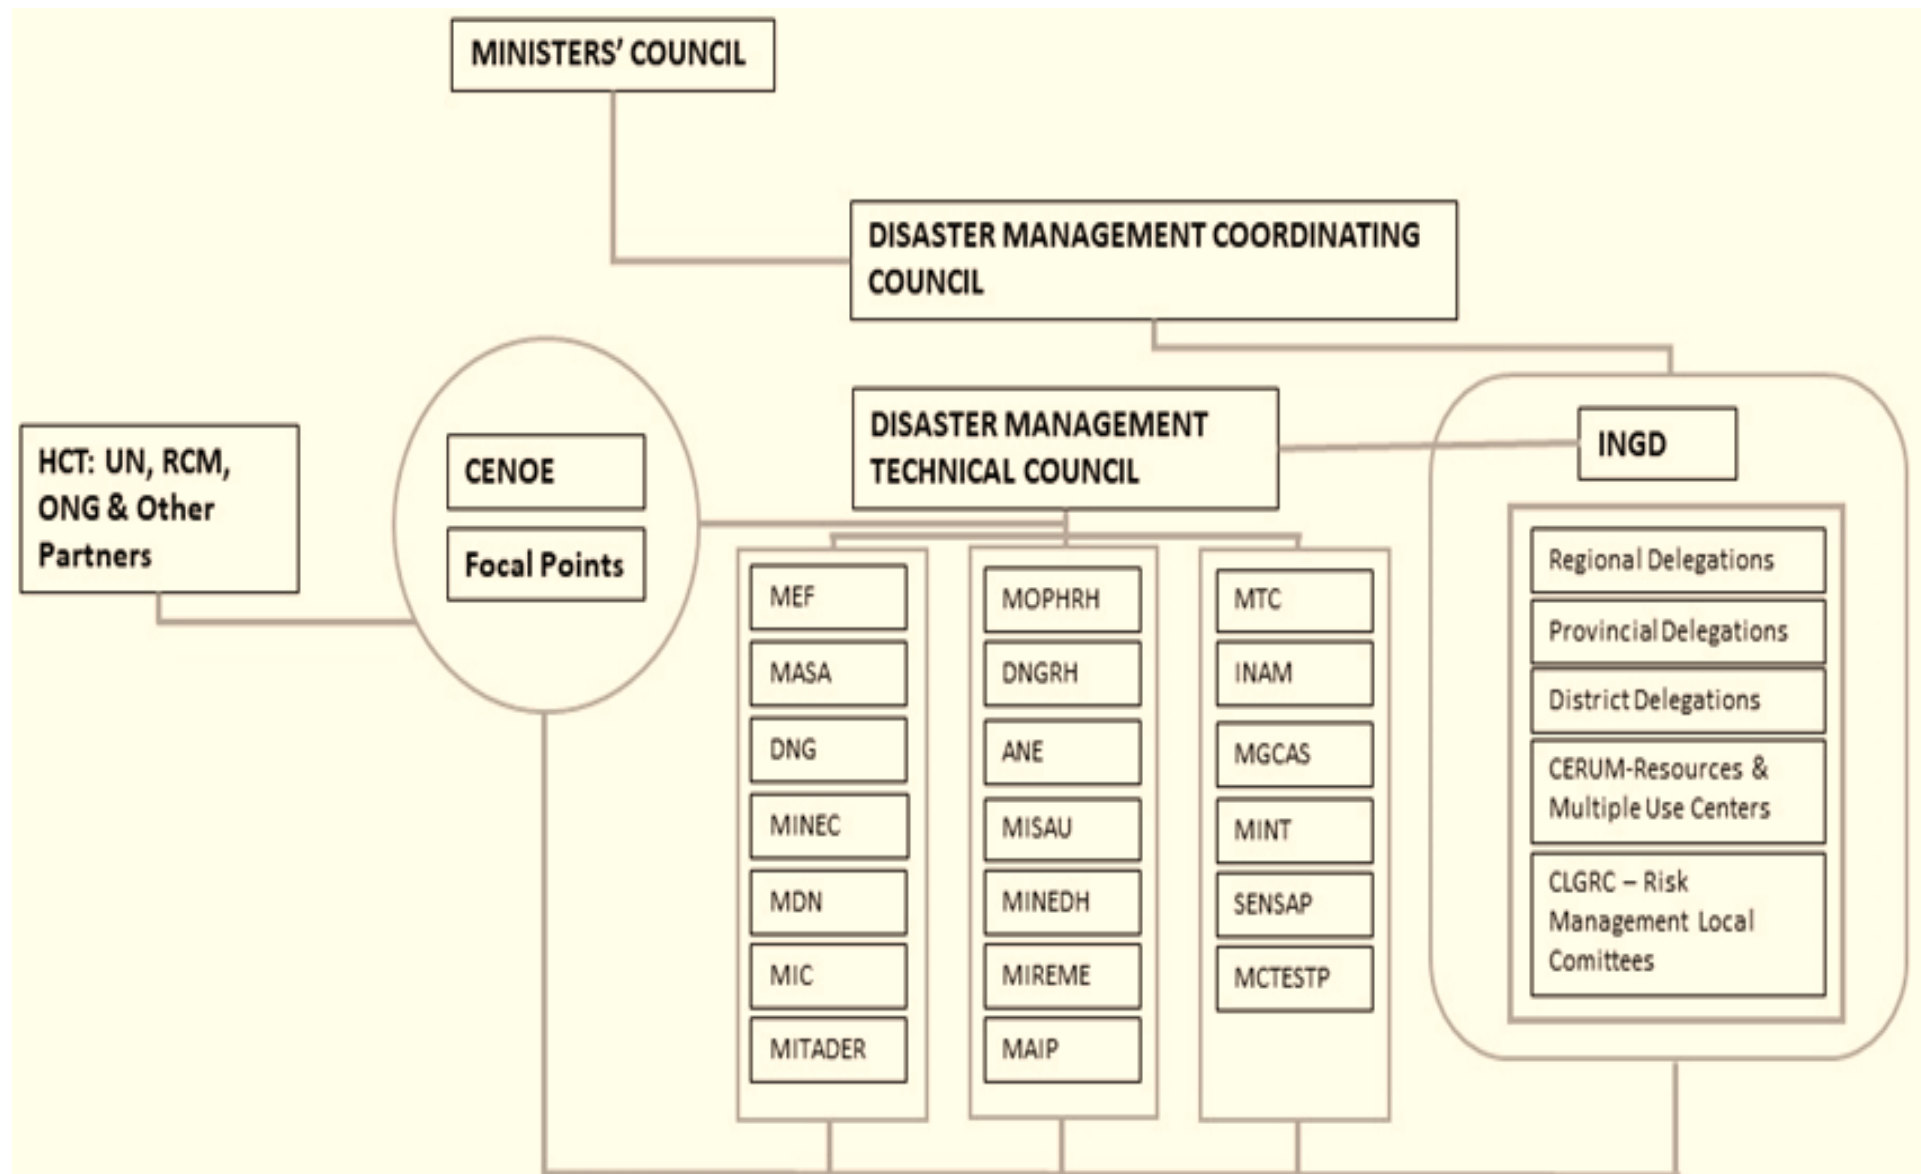 MINISTERS’ COUNCIL
DISASTER MANAGEMENT COORDINATING
COUNCIL
HCT: UN, RCM,
ONG & Other
Partners
CENOE
Focal Points
DISASTER MANAGEMENT
TECHNICAL COUNCIL
INGD
MEF
MASA
DNG
MINEC
MDN
MIC
MITADER
MOPHRH
DNGRH
ANE
MISAU
MINEDH
MIREME
MAIP
MTC
INAM
MGCAS
MINT
SENSAP
MCTESTP
Regional Delegations
Provincial Delegations
District Delegations
CERUM-Resources &
Multiple Use Centers
CLGRC – Risk
Management Local
Comittees